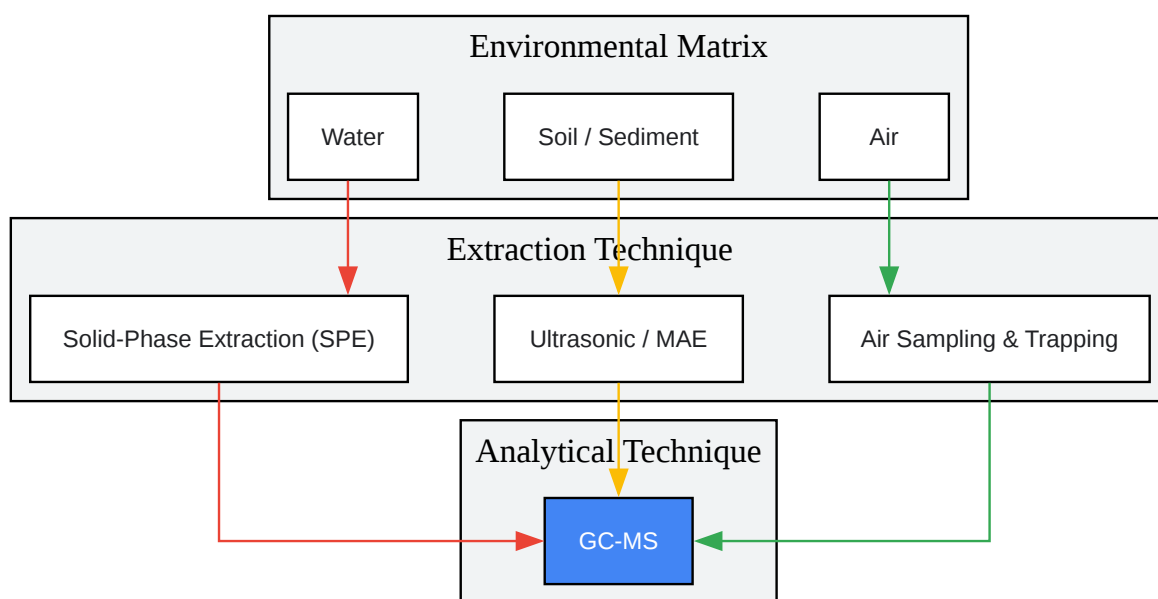 Environmental Matrix
Water
Soil / Sediment
Air
Extraction Technique
Solid-Phase Extraction (SPE)
Ultrasonic / MAE
Air Sampling & Trapping
Analytical Technique
GC-MS